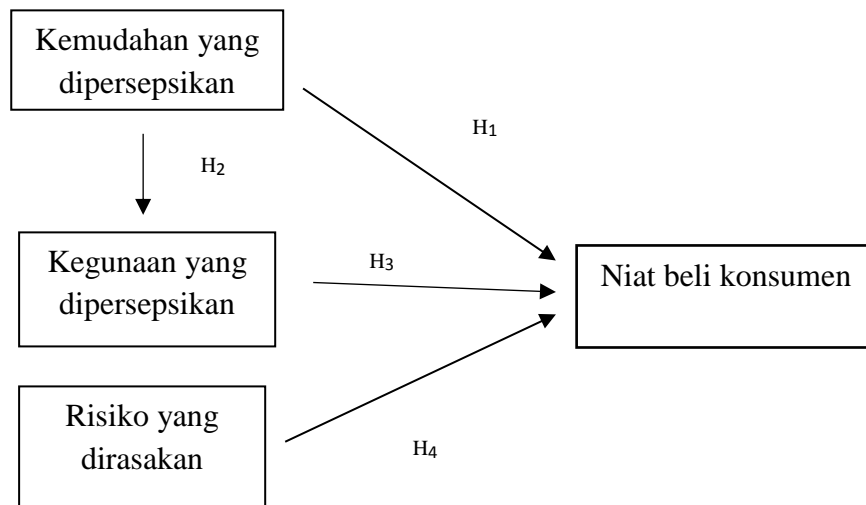 Kemudahan yang
dipersepsikan
H1
H2
Kegunaan yang
dipersepsikan
H3
Niat beli konsumen
Risiko yang
dirasakan
H4